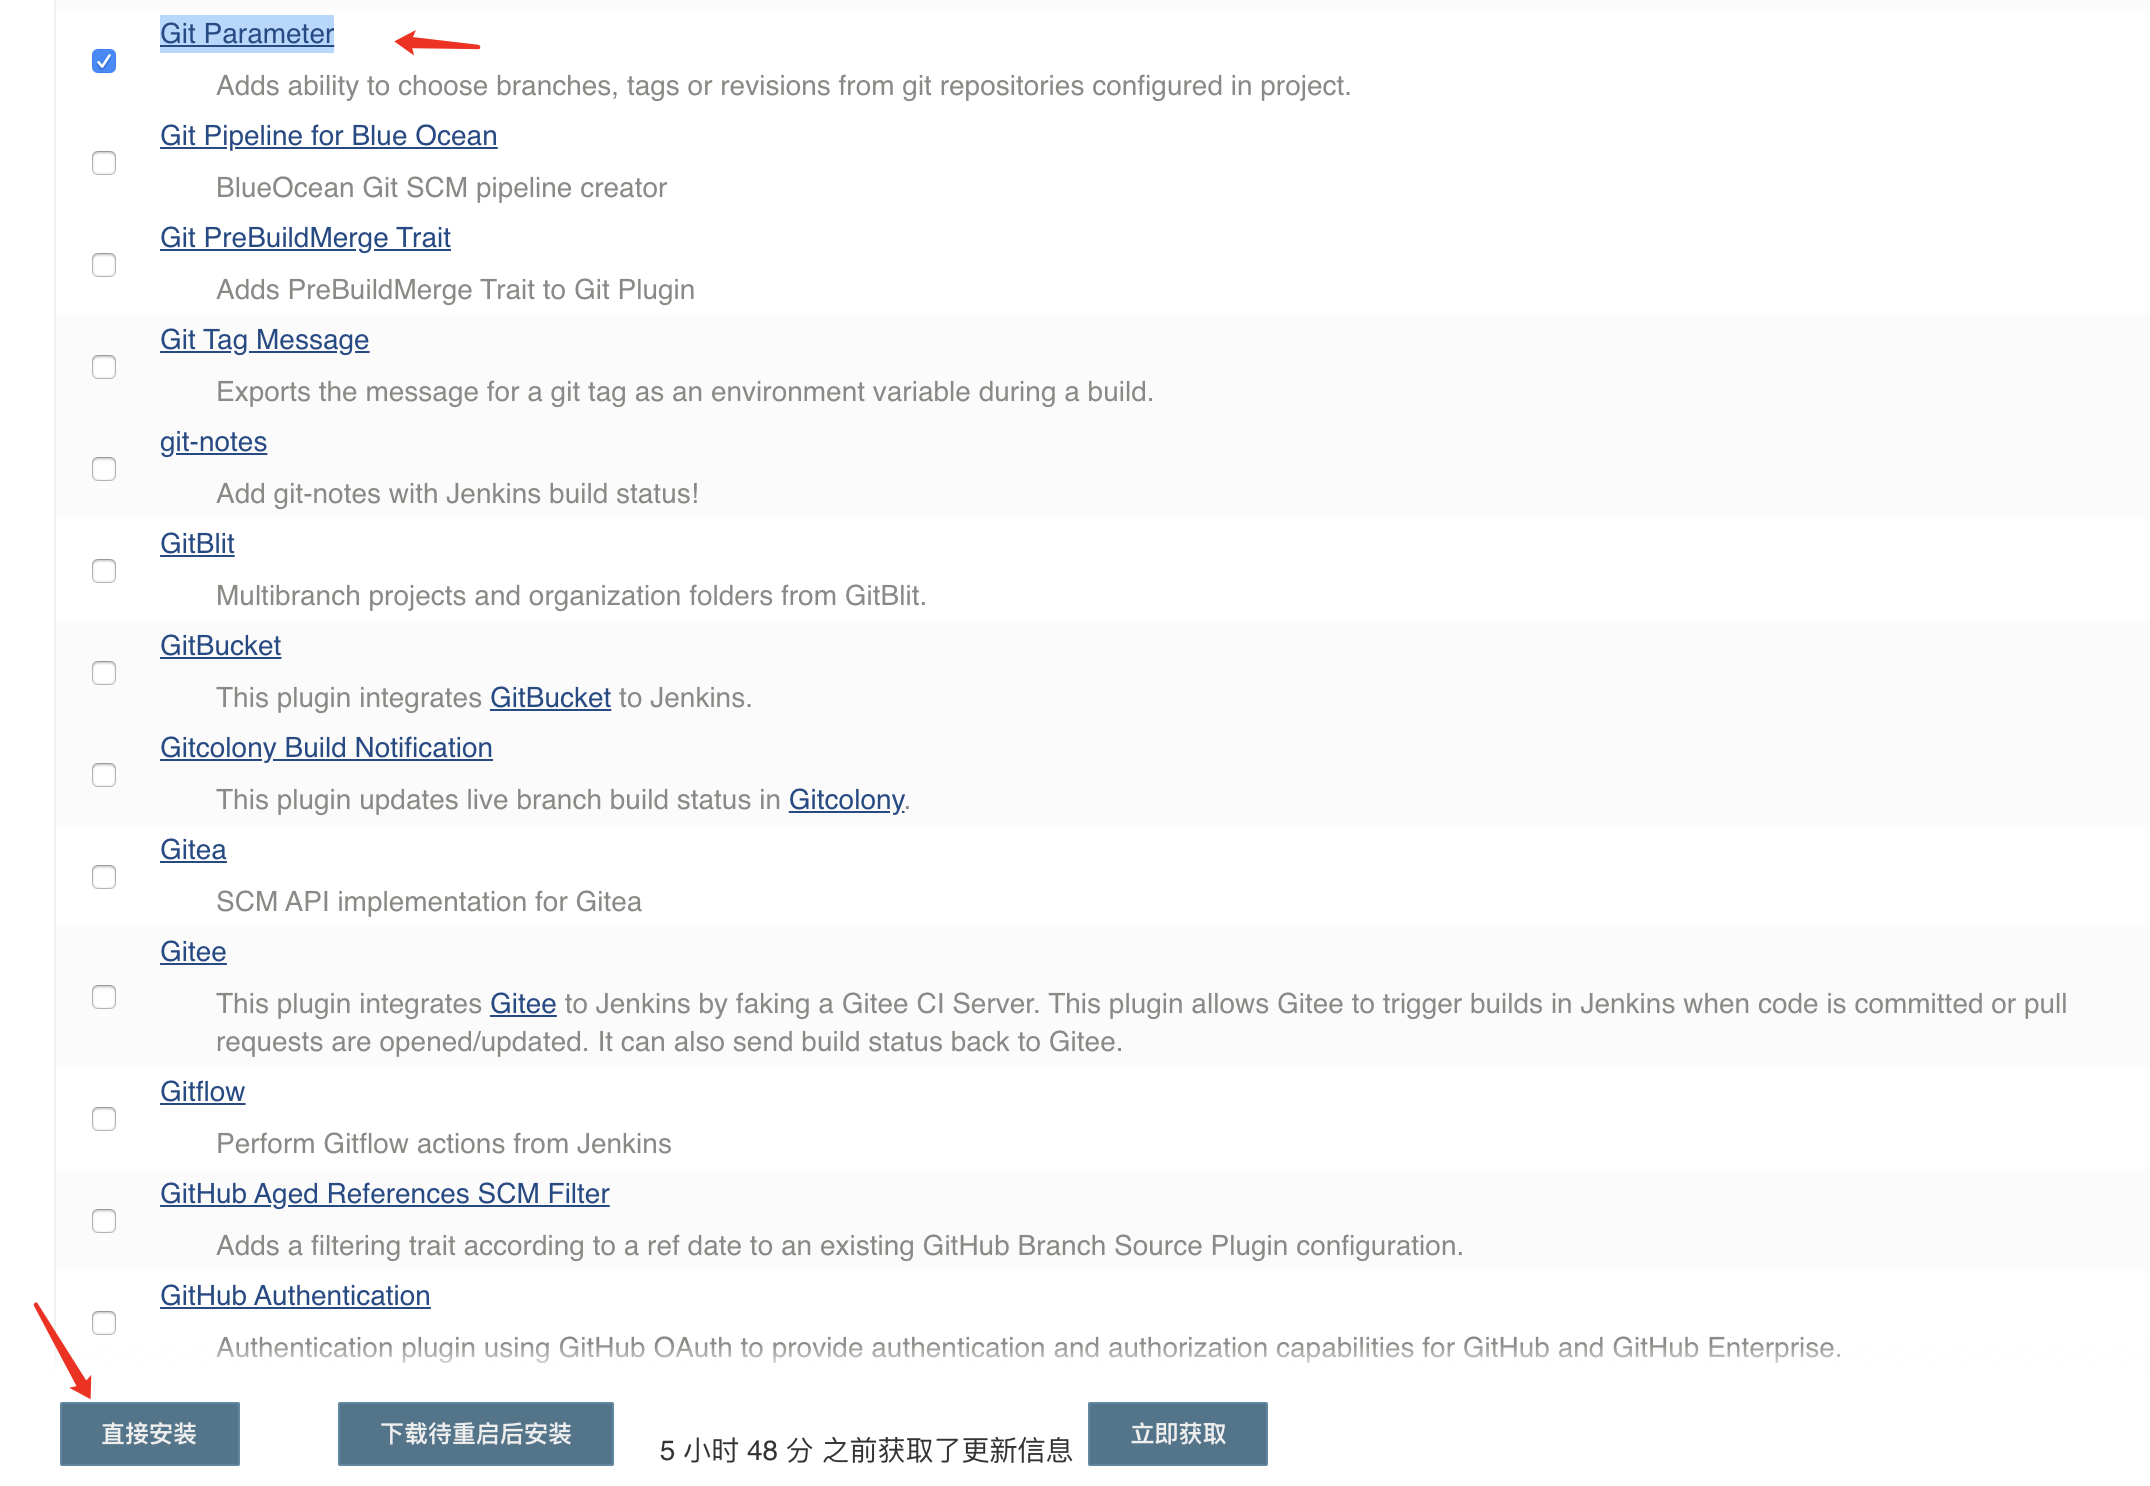 Git Parameter
Adds ability to choose branches, tags or revisions from git repositories configured in project.
Git Pipeline for Blue Ocean
BlueOcean Git SCM pipeline creator
Git PreBuildMerge Trait
Adds PreBuildMerge Trait to Git Plugin
Git Tag Message
Exports the message for a git tag as an environment variable during a build.
git-notes
Add git-notes with Jenkins build status!
GitBlit
Multibranch projects and organization folders from GitBlit.
GitBucket
This plugin integrates GitBucket to Jenkins.
Gitcolony Build Notification
This plugin updates live branch build status in Gitcolony.
Gitea
SCM API implementation for Gitea
Gitee
This plugin integrates Gitee to Jenkins by faking a Gitee CI Server. This plugin allows Gitee to trigger builds in Jenkins when code is committed or pull
requests are opened/updated. It can also send build status back to Gitee.
Gitflow
Perform Gitflow actions from Jenkins
GitHub Aged References SCM Filter
Adds a filtering trait according to a ref date to an existing GitHub Branch Source Plugin configuration.
GitHub Authentication
Authentication plugin using GitHub OAuth to provide authentication and authorization capabilities for GitHub and GitHub Enterprise.
直接安装 下载待重启后安装 5 小时 48 分 之前获取了更新信息 立即获取